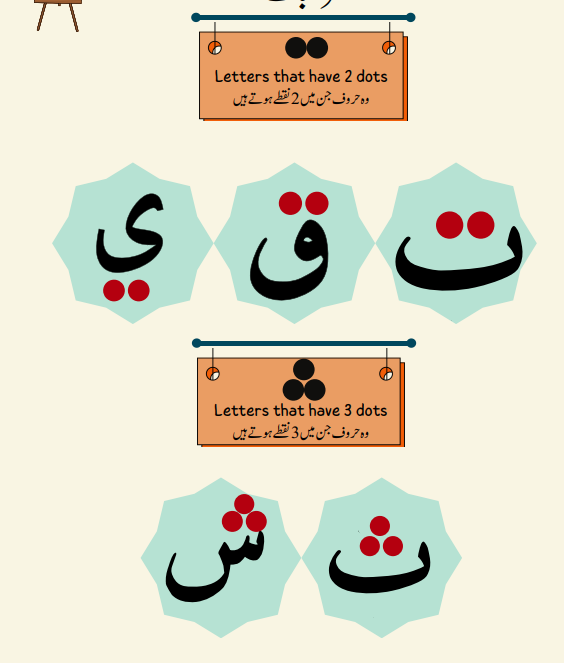 Letters that have 2 dots
وہ حروف جن میں 2 نقطے ہوتے ہیں
ت ق ي
Letters that have 3 dots
وہ حروف جن میں 3 نقطے ہوتے ہیں
ث ش